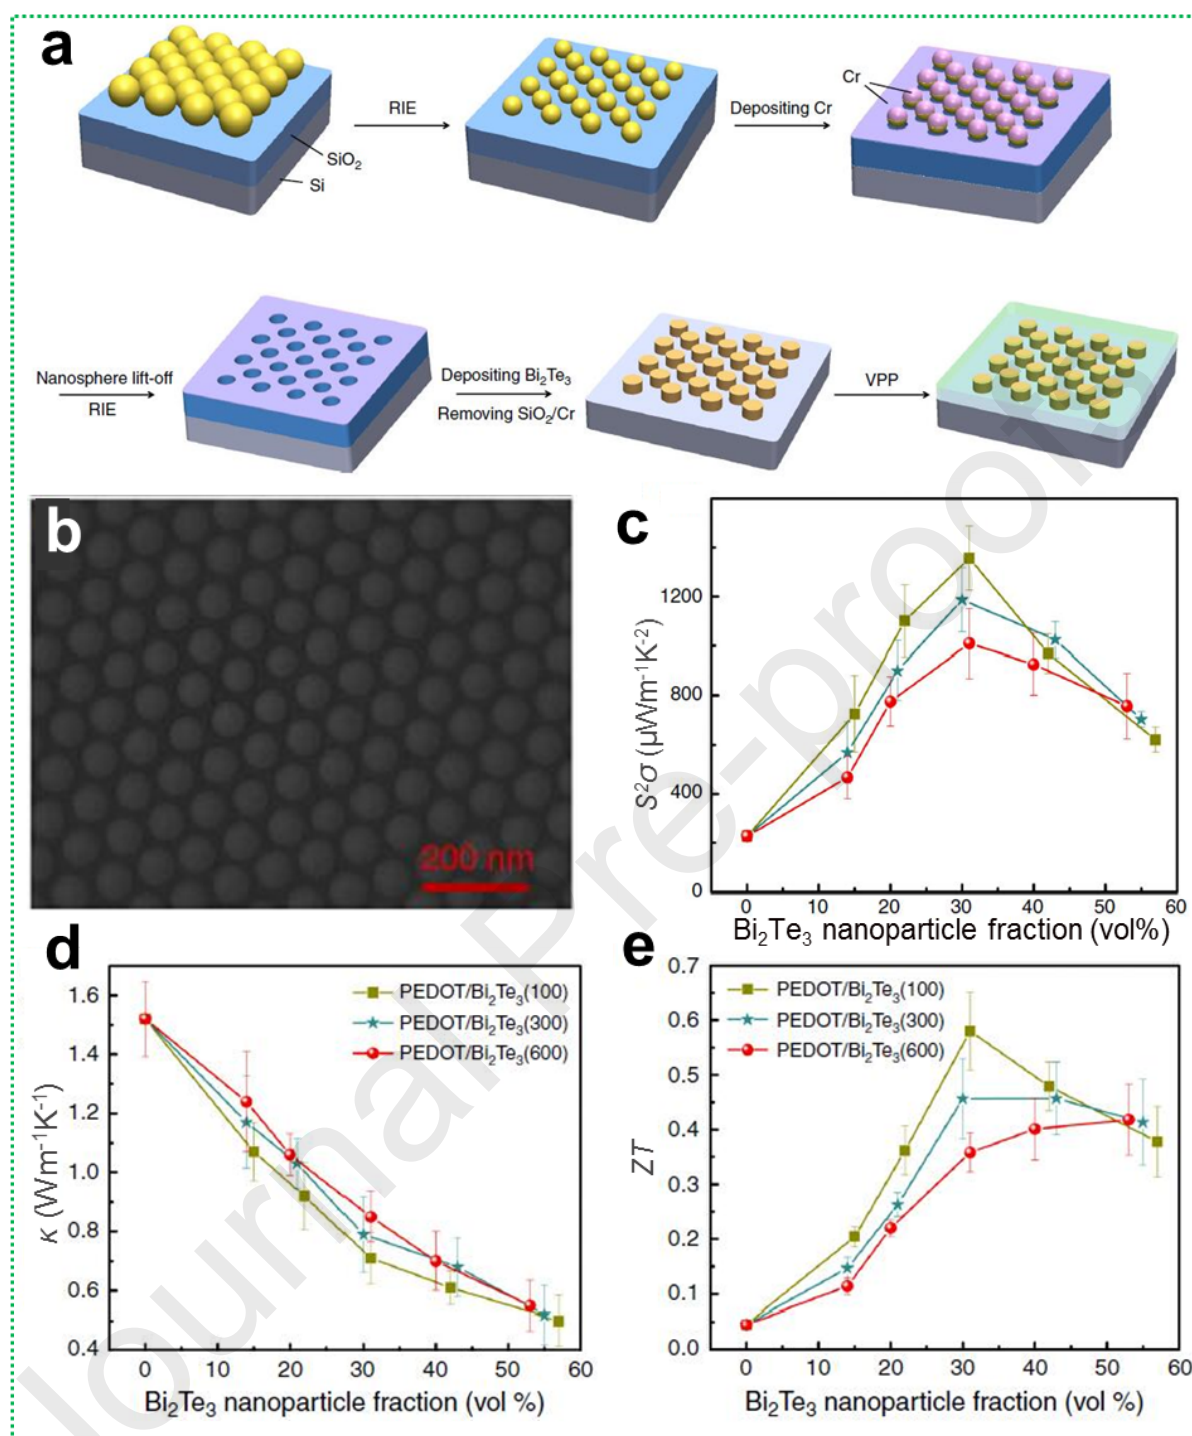 a
RIE
Depositing Cr
Cr
SiO₂
Si
Nanosphere lift-off
RIE
Depositing Bi₂Te₃
Removing SiO₂/Cr
VPP
b
200 nm
c
S²σ (μWm⁻¹K⁻²)
1200
800
400
0
0 10 20 30 40 50 60
Bi₂Te₃ nanoparticle fraction (vol%)
d
κ (Wm⁻¹K⁻¹)
1.6
1.4
1.2
1.0
0.8
0.6
0.4
PEDOT/Bi₂Te₃(100)
PEDOT/Bi₂Te₃(300)
PEDOT/Bi₂Te₃(600)
0 10 20 30 40 50 60
Bi₂Te₃ nanoparticle fraction (vol %)
e
ZT
0.7
0.6
0.5
0.4
0.3
0.2
0.1
0.0
PEDOT/Bi₂Te₃(100)
PEDOT/Bi₂Te₃(300)
PEDOT/Bi₂Te₃(600)
0 10 20 30 40 50 60
Bi₂Te₃ nanoparticle fraction (vol %)
Journal Pre-proofs